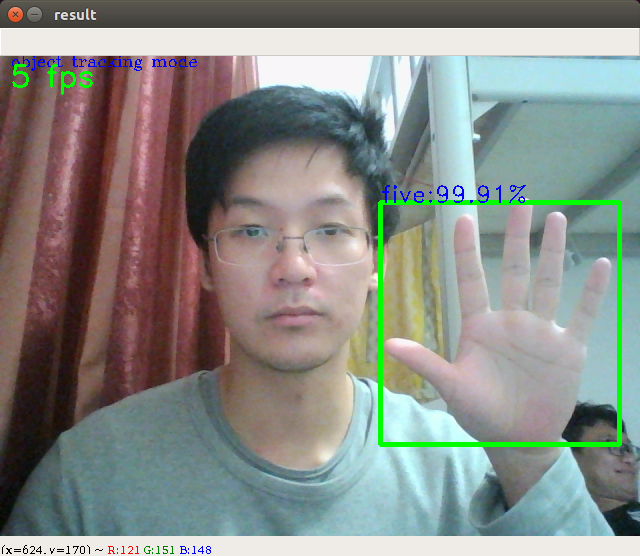 result
object tracking mode
5 fps
five:99.91%
(x=624, y=170) ~ R:121 G:151 B:148